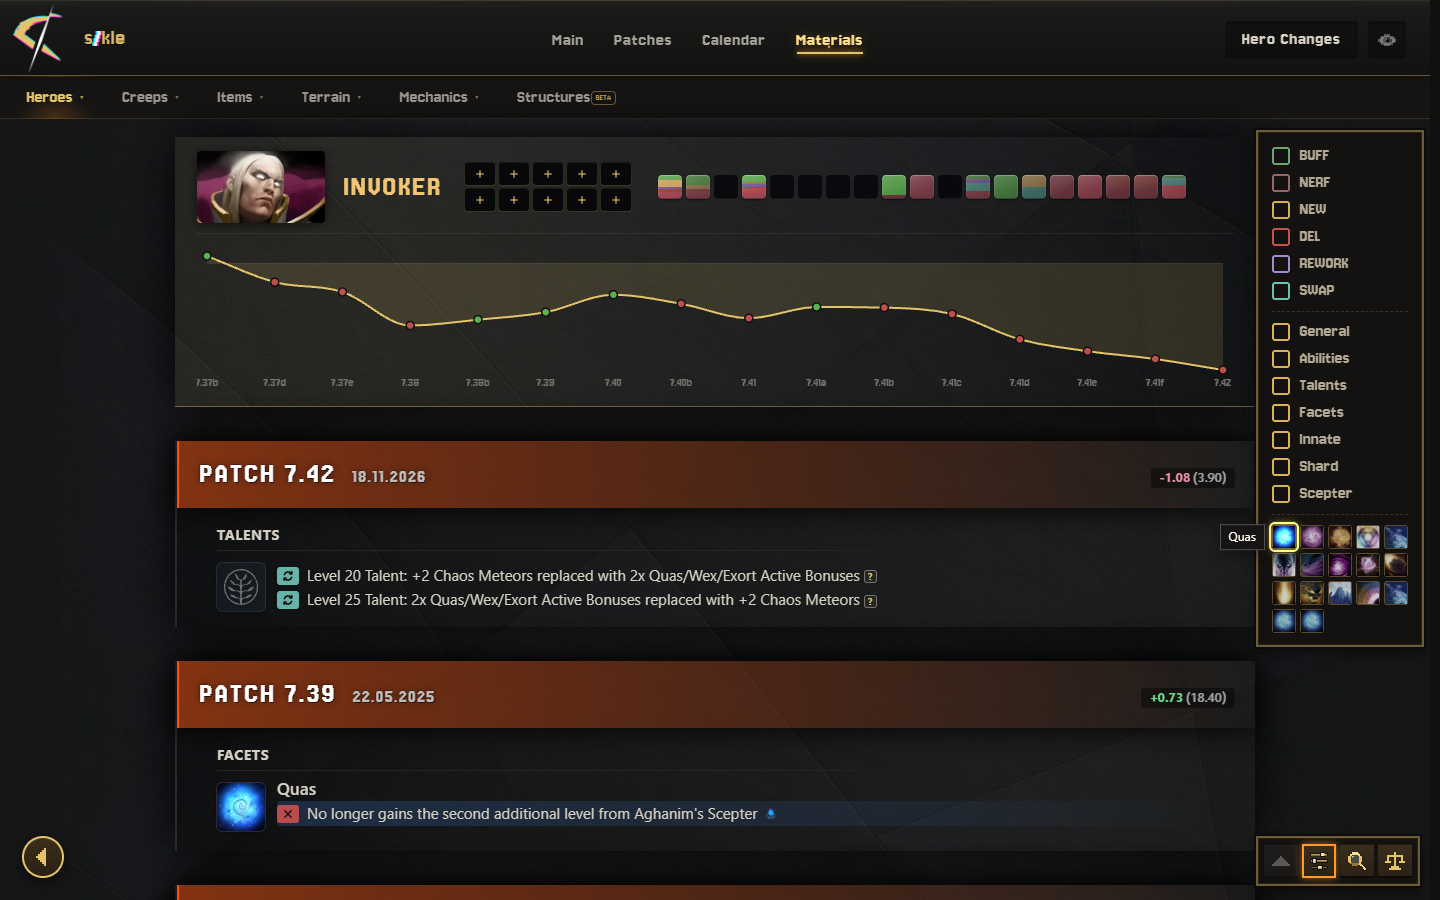 sikle
Main
Patches
Calendar
Materials
Hero Changes
Heroes
Creeps
Items
Terrain
Mechanics
Structures BETA
INVOKER
7.37b
7.37d
7.37e
7.38
7.38b
7.39
7.40
7.40b
7.41
7.41a
7.41b
7.41c
7.41d
7.41e
7.41f
7.42
PATCH 7.42 18.11.2026
-1.08 (3.90)
TALENTS
Level 20 Talent: +2 Chaos Meteors replaced with 2x Quas/Wex/Exort Active Bonuses ?
Level 25 Talent: 2x Quas/Wex/Exort Active Bonuses replaced with +2 Chaos Meteors ?
PATCH 7.39 22.05.2025
+0.73 (18.40)
FACETS
Quas
No longer gains the second additional level from Aghanim's Scepter
BUFF
NERF
NEW
DEL
REWORK
SWAP
General
Abilities
Talents
Facets
Innate
Shard
Scepter
Quas